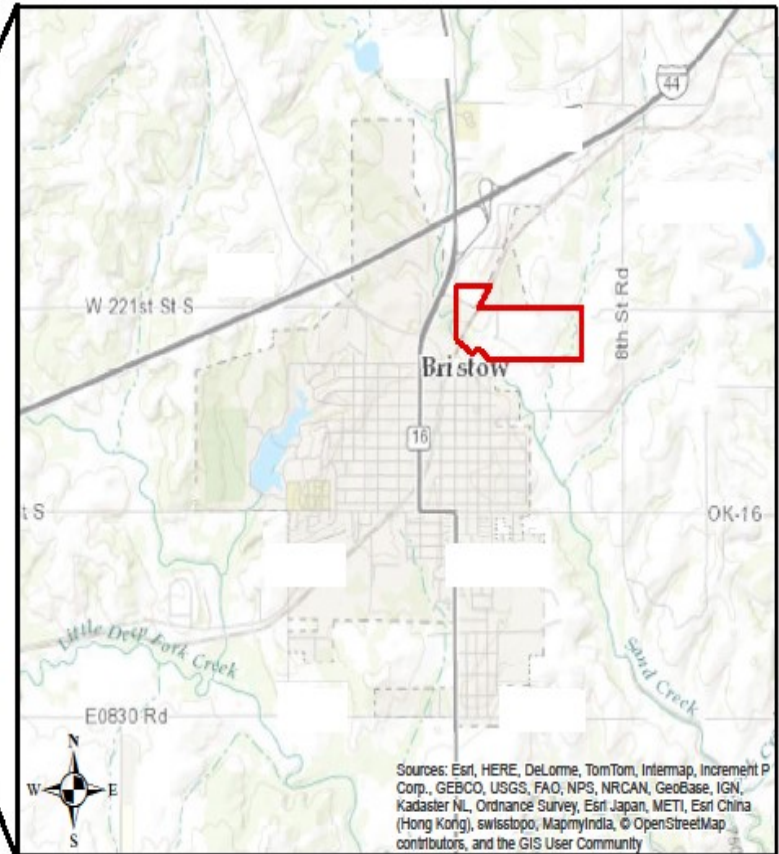 44
W 221st St S
8th St Rd
Bristow
16
t S
OK-16
Little Deep Fork Creek
Sand Creek
E0830 Rd
N
W
E
S
Sources: Esri, HERE, DeLorme, TomTom, Intermap, Increment P
Corp., GEBCO, USGS, FAO, NPS, NRCAN, GeoBase, IGN,
Kadaster NL, Ordnance Survey, Esri Japan, METI, Esri China
(Hong Kong), swisstopo, MapmyIndia, © OpenStreetMap
contributors, and the GIS User Community